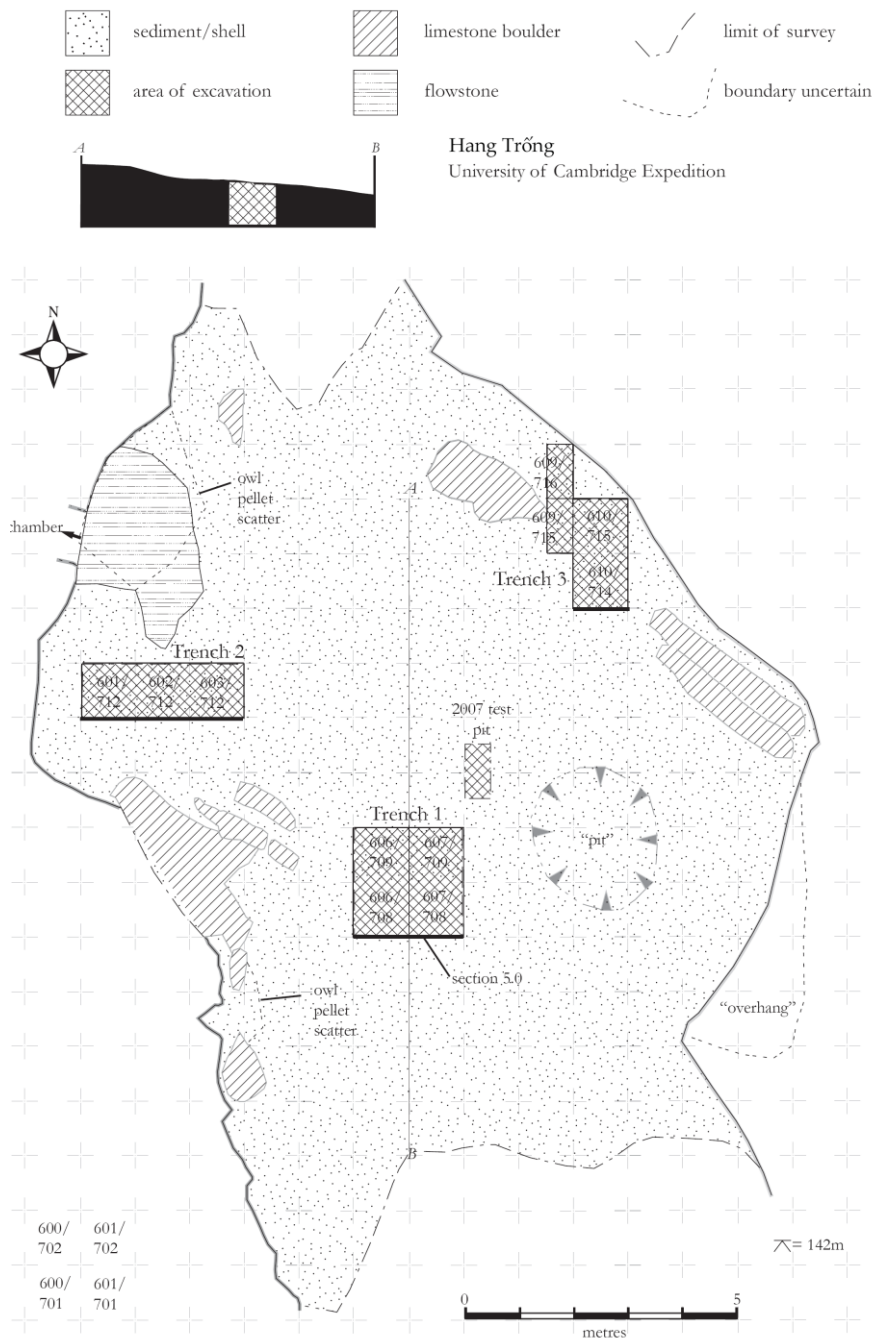 sediment/shell
limestone boulder
limit of survey
area of excavation
flowstone
boundary uncertain
A
B
Hang Trống
University of Cambridge Expedition
N
owl
pellet
scatter
chamber
A
609/
716
609/
715
610/
715
610/
714
Trench 3
Trench 2
601/
712
602/
712
603/
712
2007 test
pit
Trench 1
606/
709
607/
709
606/
708
607/
708
"pit"
section 5.0
owl
pellet
scatter
"overhang"
B
600/
702
601/
702
600/
701
601/
701
= 142m
0
5
metres